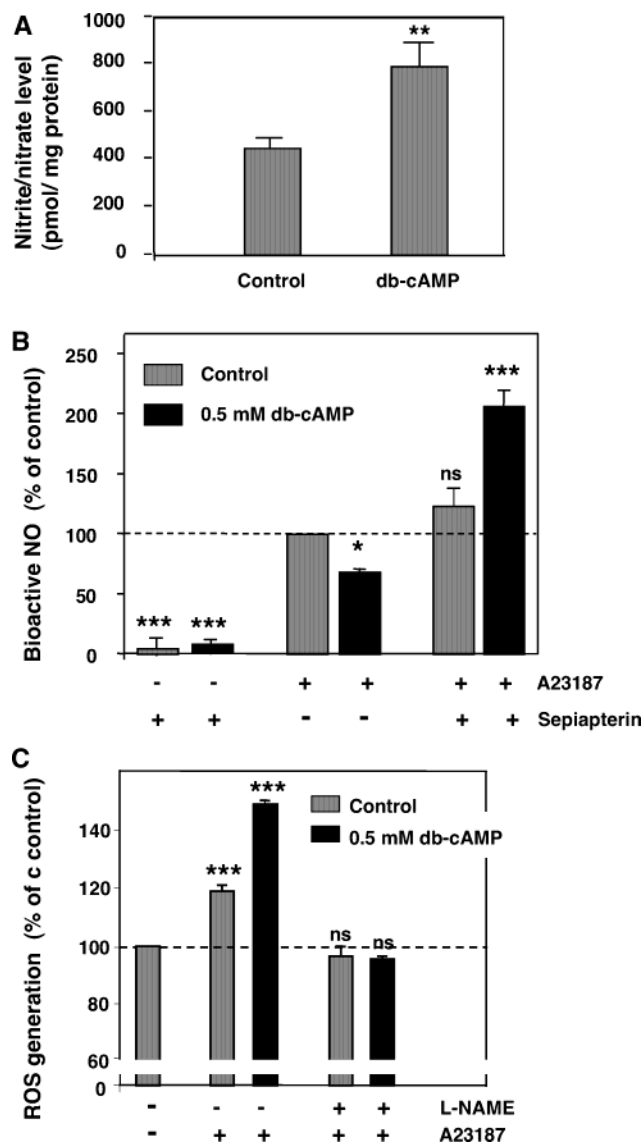 A
1000
800
600
400
200
0
Nitrite/nitrate level
(pmol/ mg protein)
**
Control db-cAMP
B
250
200
150
100
50
0
Bioactive NO (% of control)
Control
0.5 mM db-cAMP
*** *** * ns ***
- - + + + + A23187
+ + - - + + Sepiapterin
C
140
120
100
80
60
0
ROS generation (% of c control)
Control
0.5 mM db-cAMP
*** *** ns ns
- - - + + L-NAME
- + + + + A23187